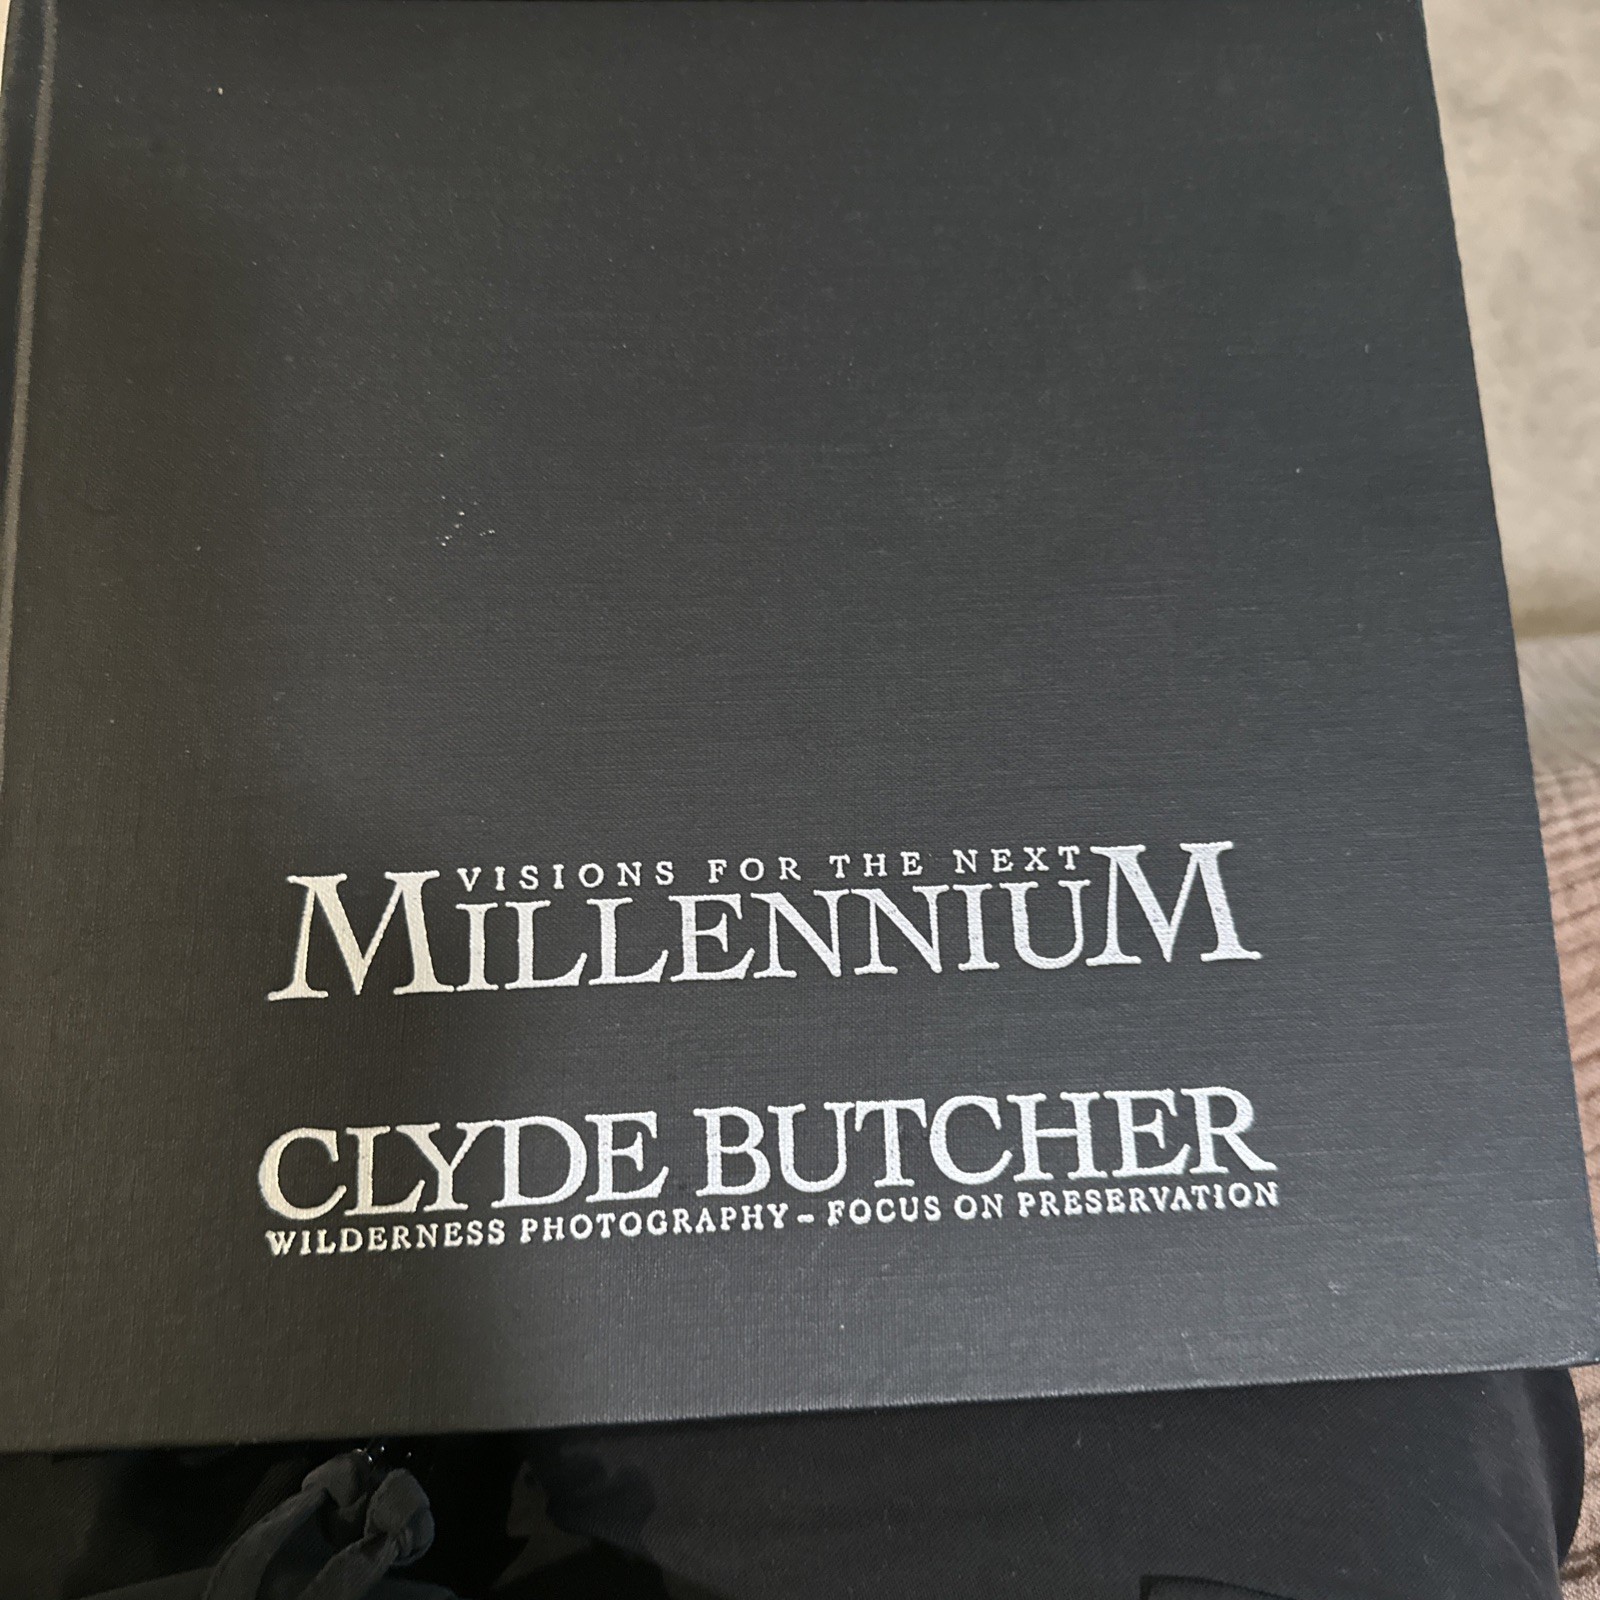 VISIONS FOR THE NEXT
MILLENNIUM
CLYDE BUTCHER
WILDERNESS PHOTOGRAPHY - FOCUS ON PRESERVATION